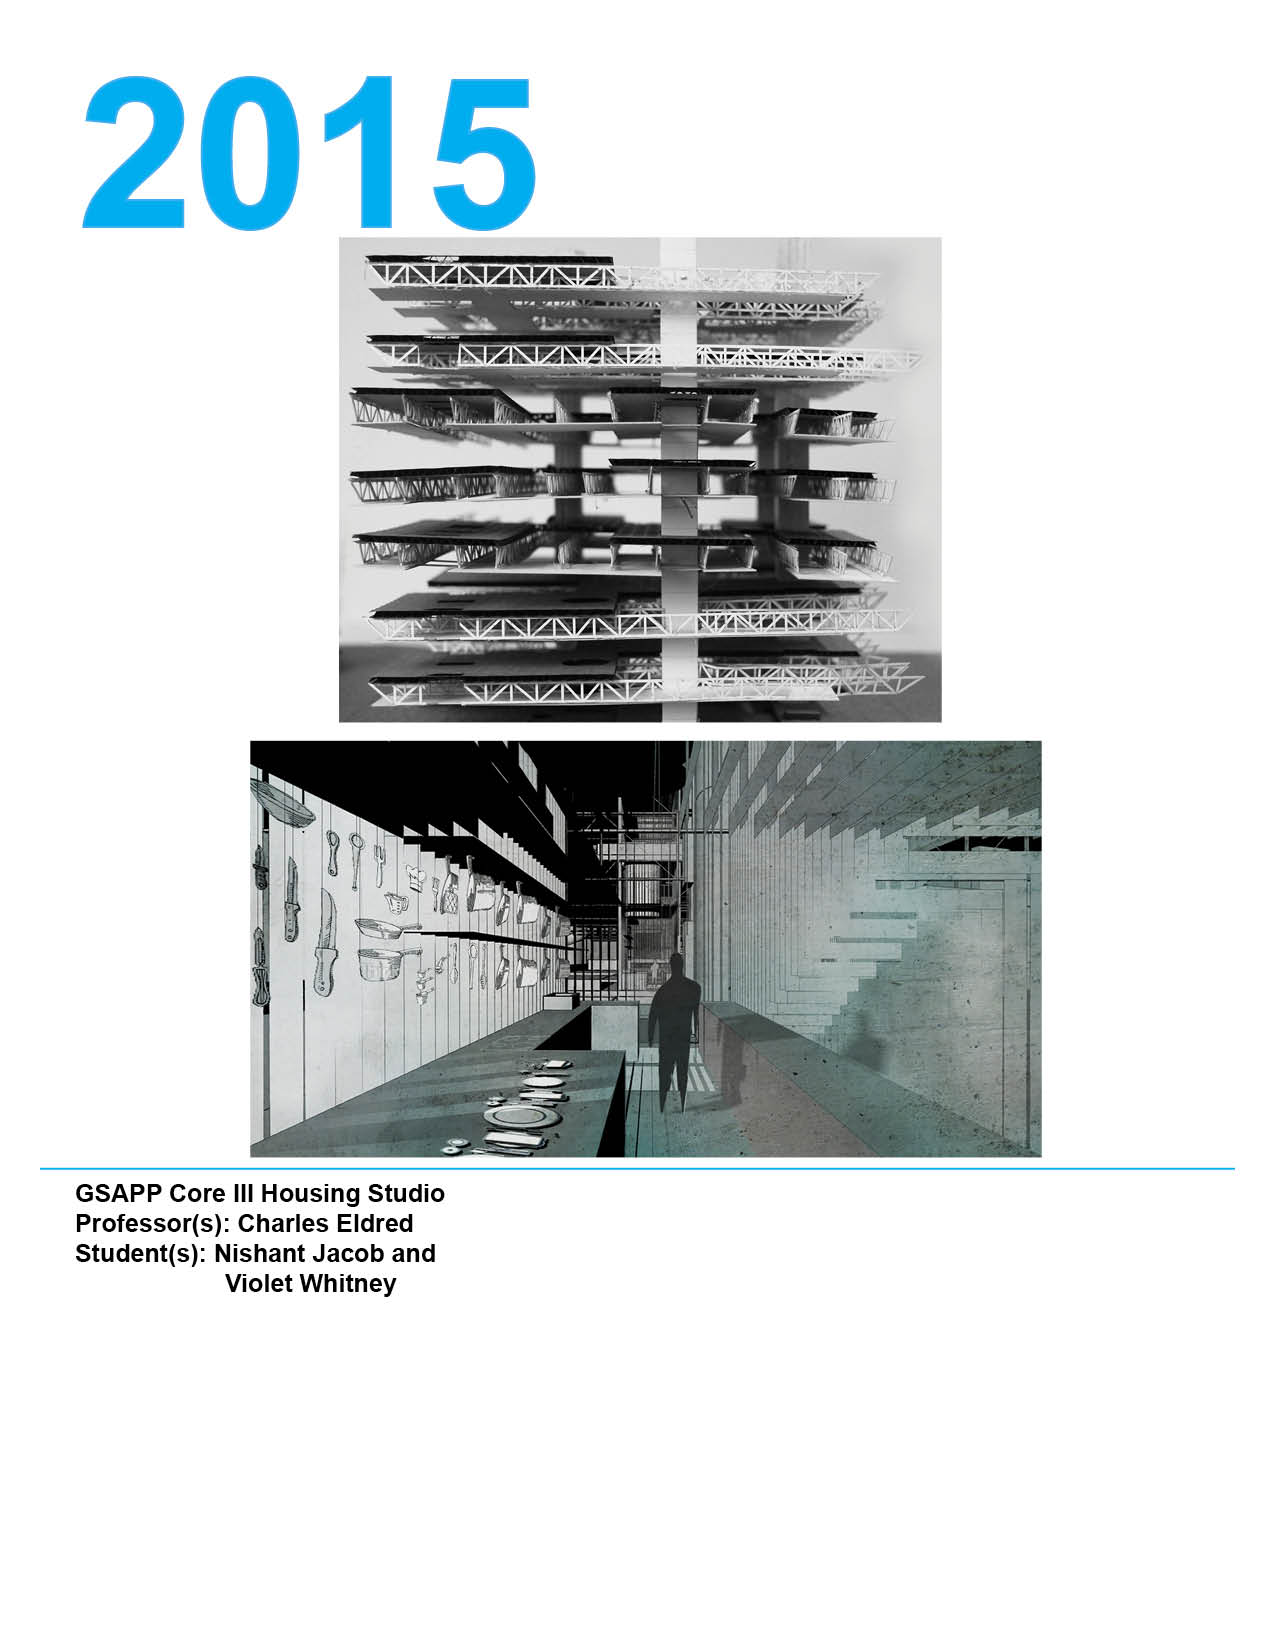 2015
GSAPP Core III Housing Studio
Professor(s): Charles Eldred
Student(s): Nishant Jacob and
Violet Whitney